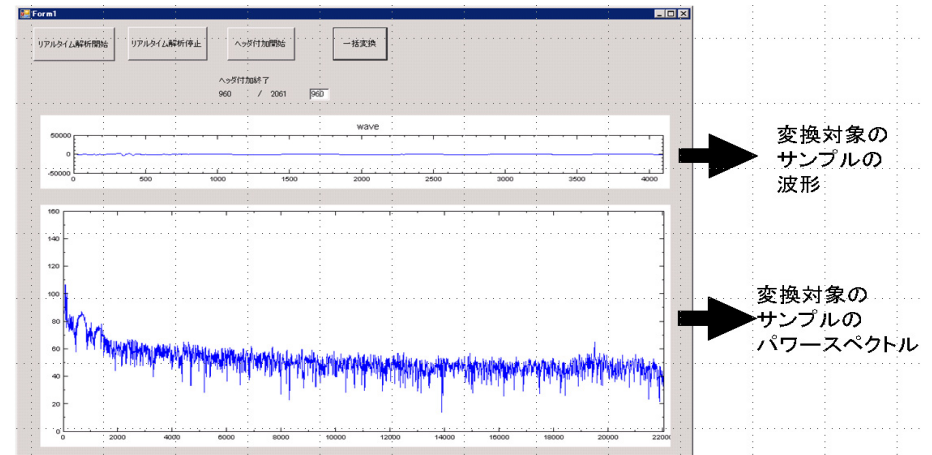 Form1
リアルタイム解析開始
リアルタイム解析停止
ヘッダ付加開始
一括変換
ヘッダ付加終了
960 / 2061 960
wave
50000
0
-50000
0 500 1000 1500 2000 2500 3000 3500 4000
変換対象の
サンプルの
波形
160
140
120
100
80
60
40
20
0
0 2000 4000 6000 8000 10000 12000 14000 16000 18000 20000 22000
変換対象の
サンプルの
パワースペクトル